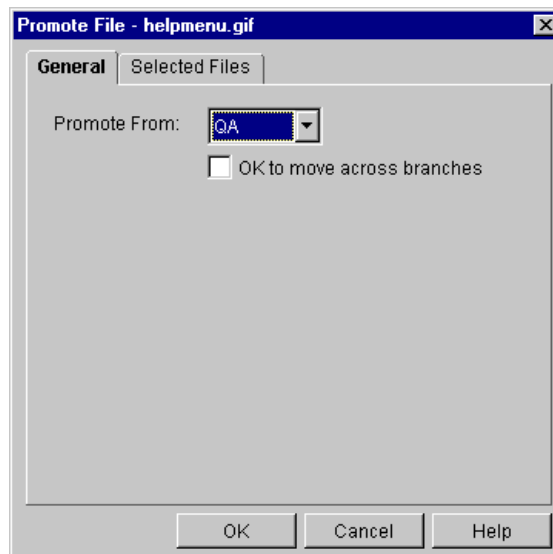 Promote File - helpmenu.gif
General Selected Files
Promote From: QA
OK to move across branches
OK Cancel Help